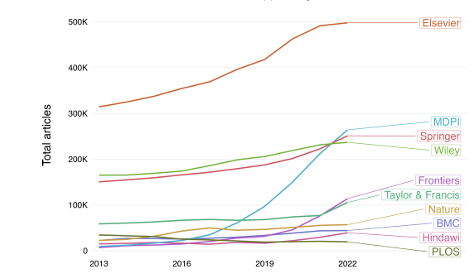 500K
400K
300K
200K
100K
0
Total articles
2013
2016
2019
2022
Elsevier
MDPI
Springer
Wiley
Frontiers
Taylor & Francis
Nature
BMC
Hindawi
PLOS